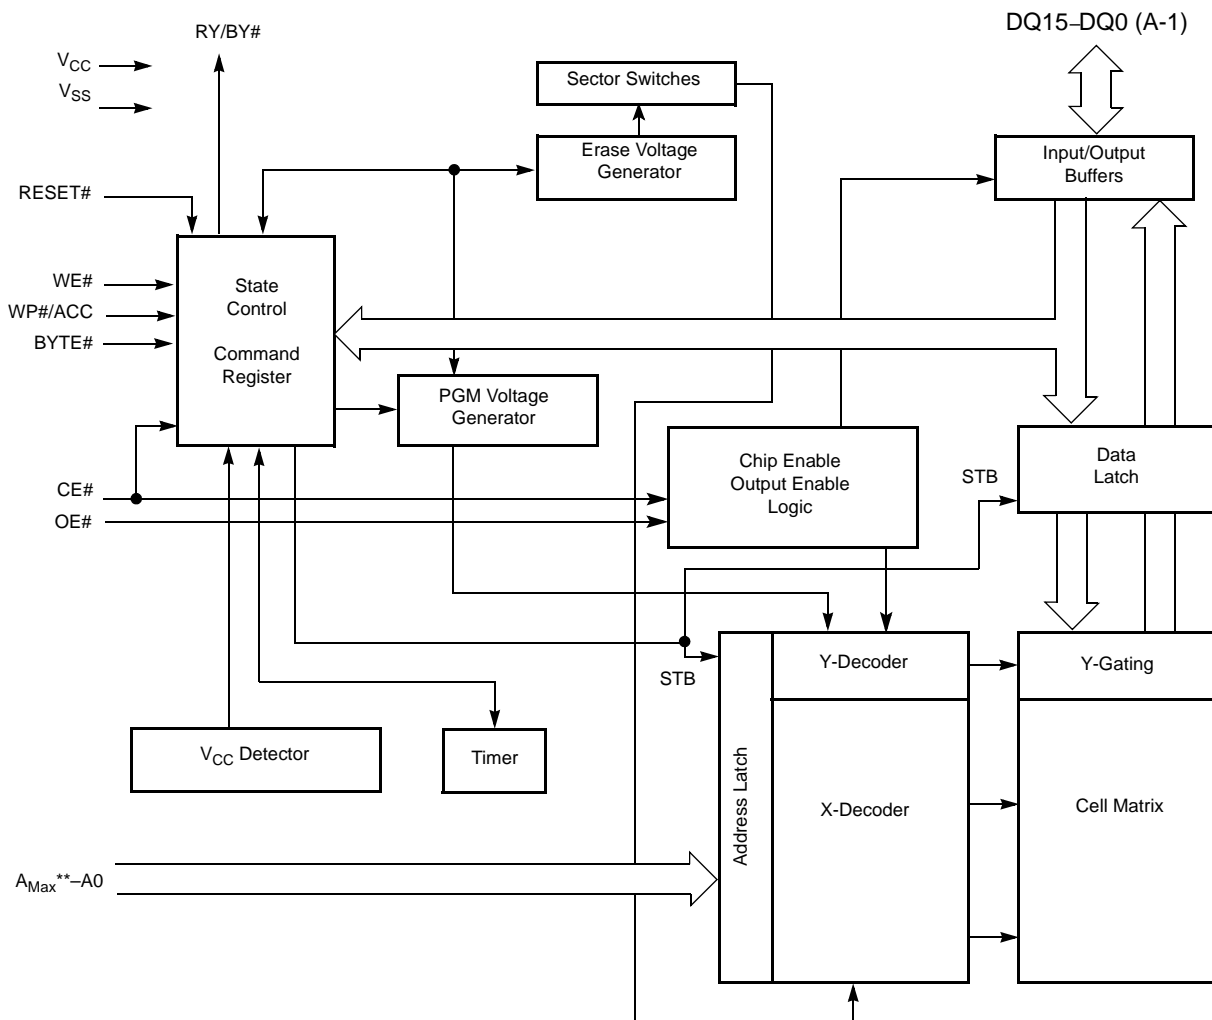 DQ15–DQ0 (A-1)
RY/BY#
VCC
VSS
Sector Switches
Erase Voltage
Generator
Input/Output
Buffers
RESET#
WE#
WP#/ACC
BYTE#
State
Control
Command
Register
PGM Voltage
Generator
Chip Enable
Output Enable
Logic
STB
Data
Latch
CE#
OE#
STB
Y-Decoder
Y-Gating
VCC Detector
Timer
Address Latch
X-Decoder
Cell Matrix
AMax**–A0